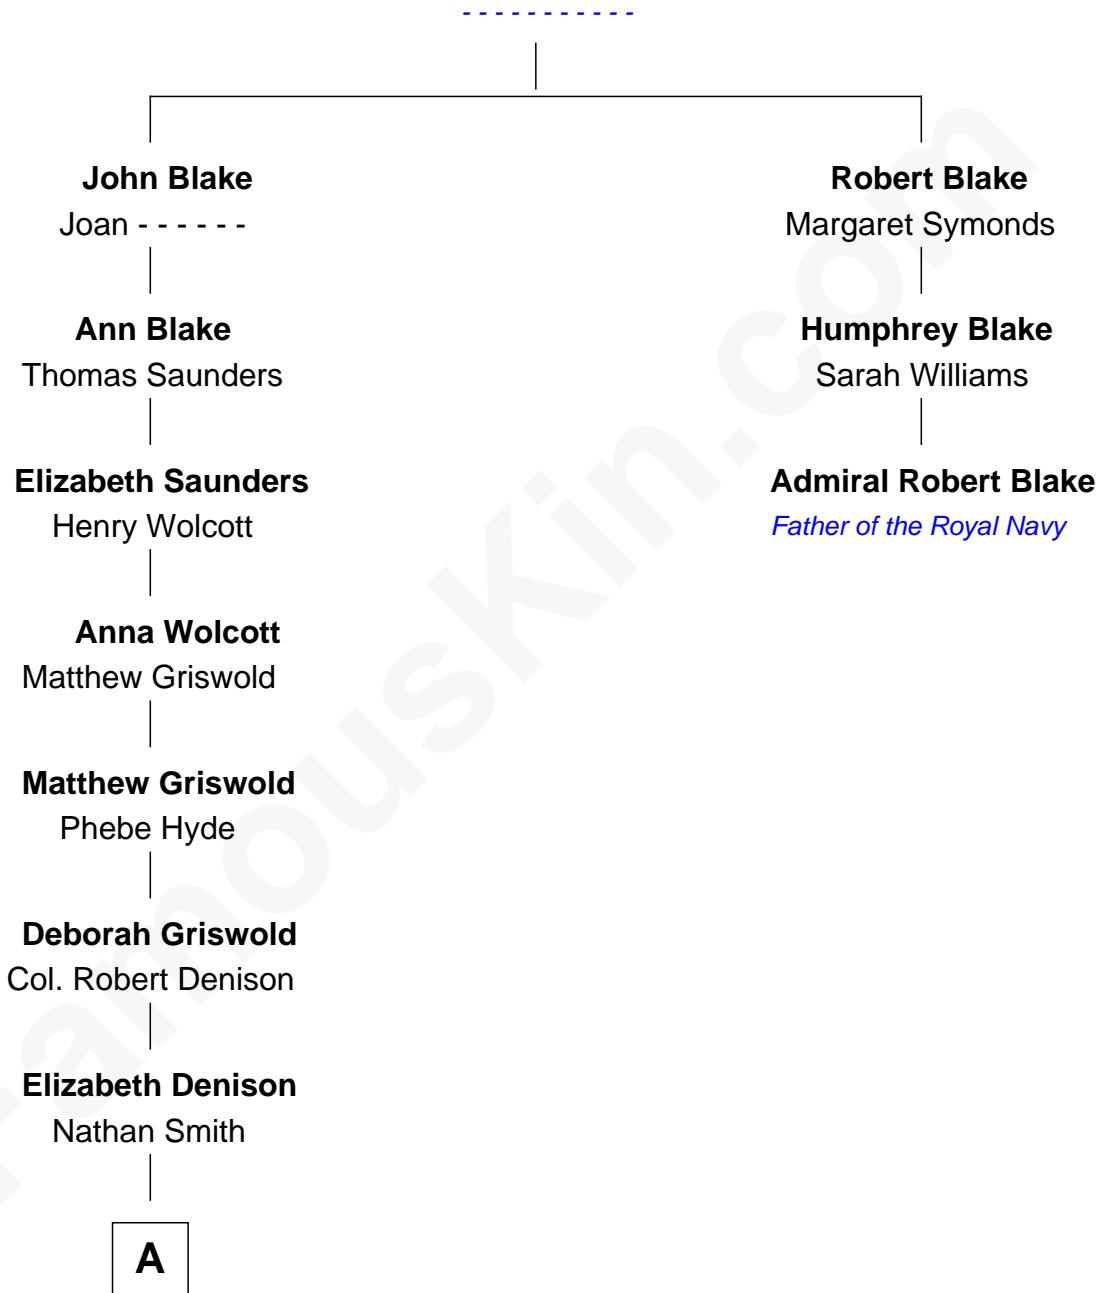 - - - - - - - - - - -
John Blake
Joan - - - - - -
Robert Blake
Margaret Symonds
Ann Blake
Thomas Saunders
Humphrey Blake
Sarah Williams
Elizabeth Saunders
Henry Wolcott
Admiral Robert Blake
Father of the Royal Navy
Anna Wolcott
Matthew Griswold
Matthew Griswold
Phebe Hyde
Deborah Griswold
Col. Robert Denison
Elizabeth Denison
Nathan Smith
A
FamousKin.com